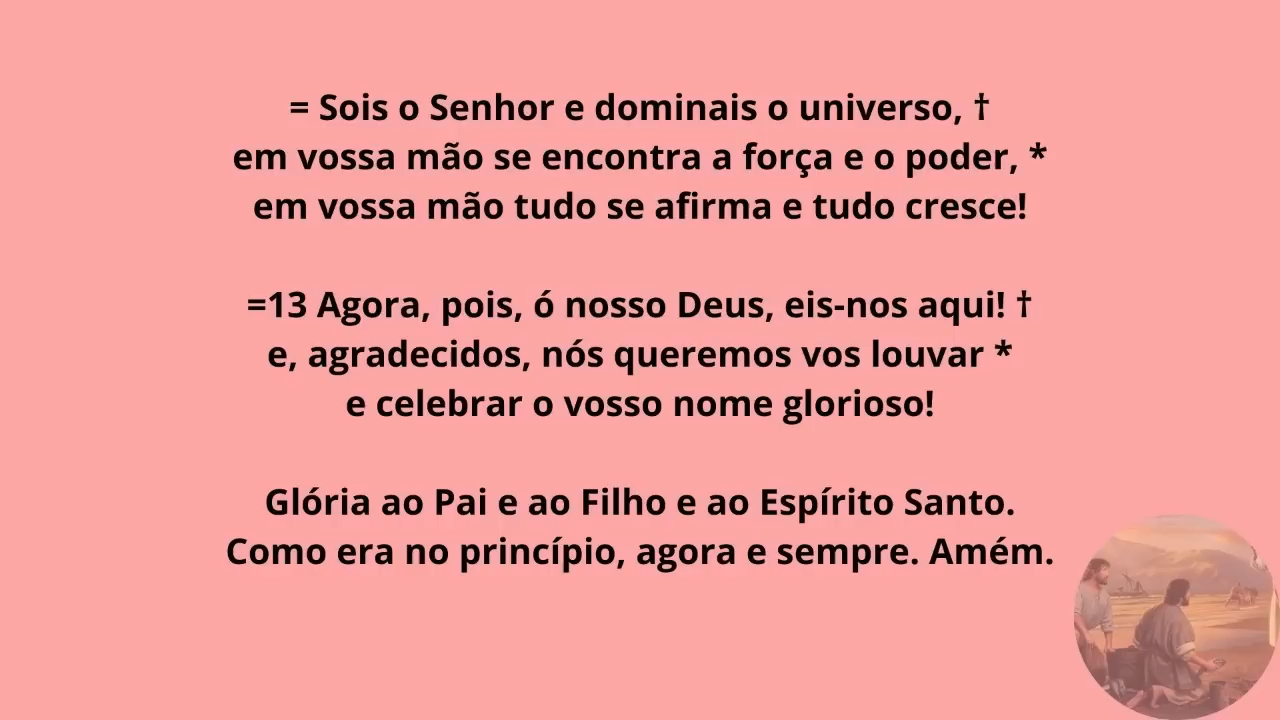 = Sois o Senhor e dominais o universo, †
em vossa mão se encontra a força e o poder, *
em vossa mão tudo se afirma e tudo cresce!
=13 Agora, pois, ó nosso Deus, eis-nos aqui! †
e, agradecidos, nós queremos vos louvar *
e celebrar o vosso nome glorioso!
Glória ao Pai e ao Filho e ao Espírito Santo.
Como era no princípio, agora e sempre. Amém.